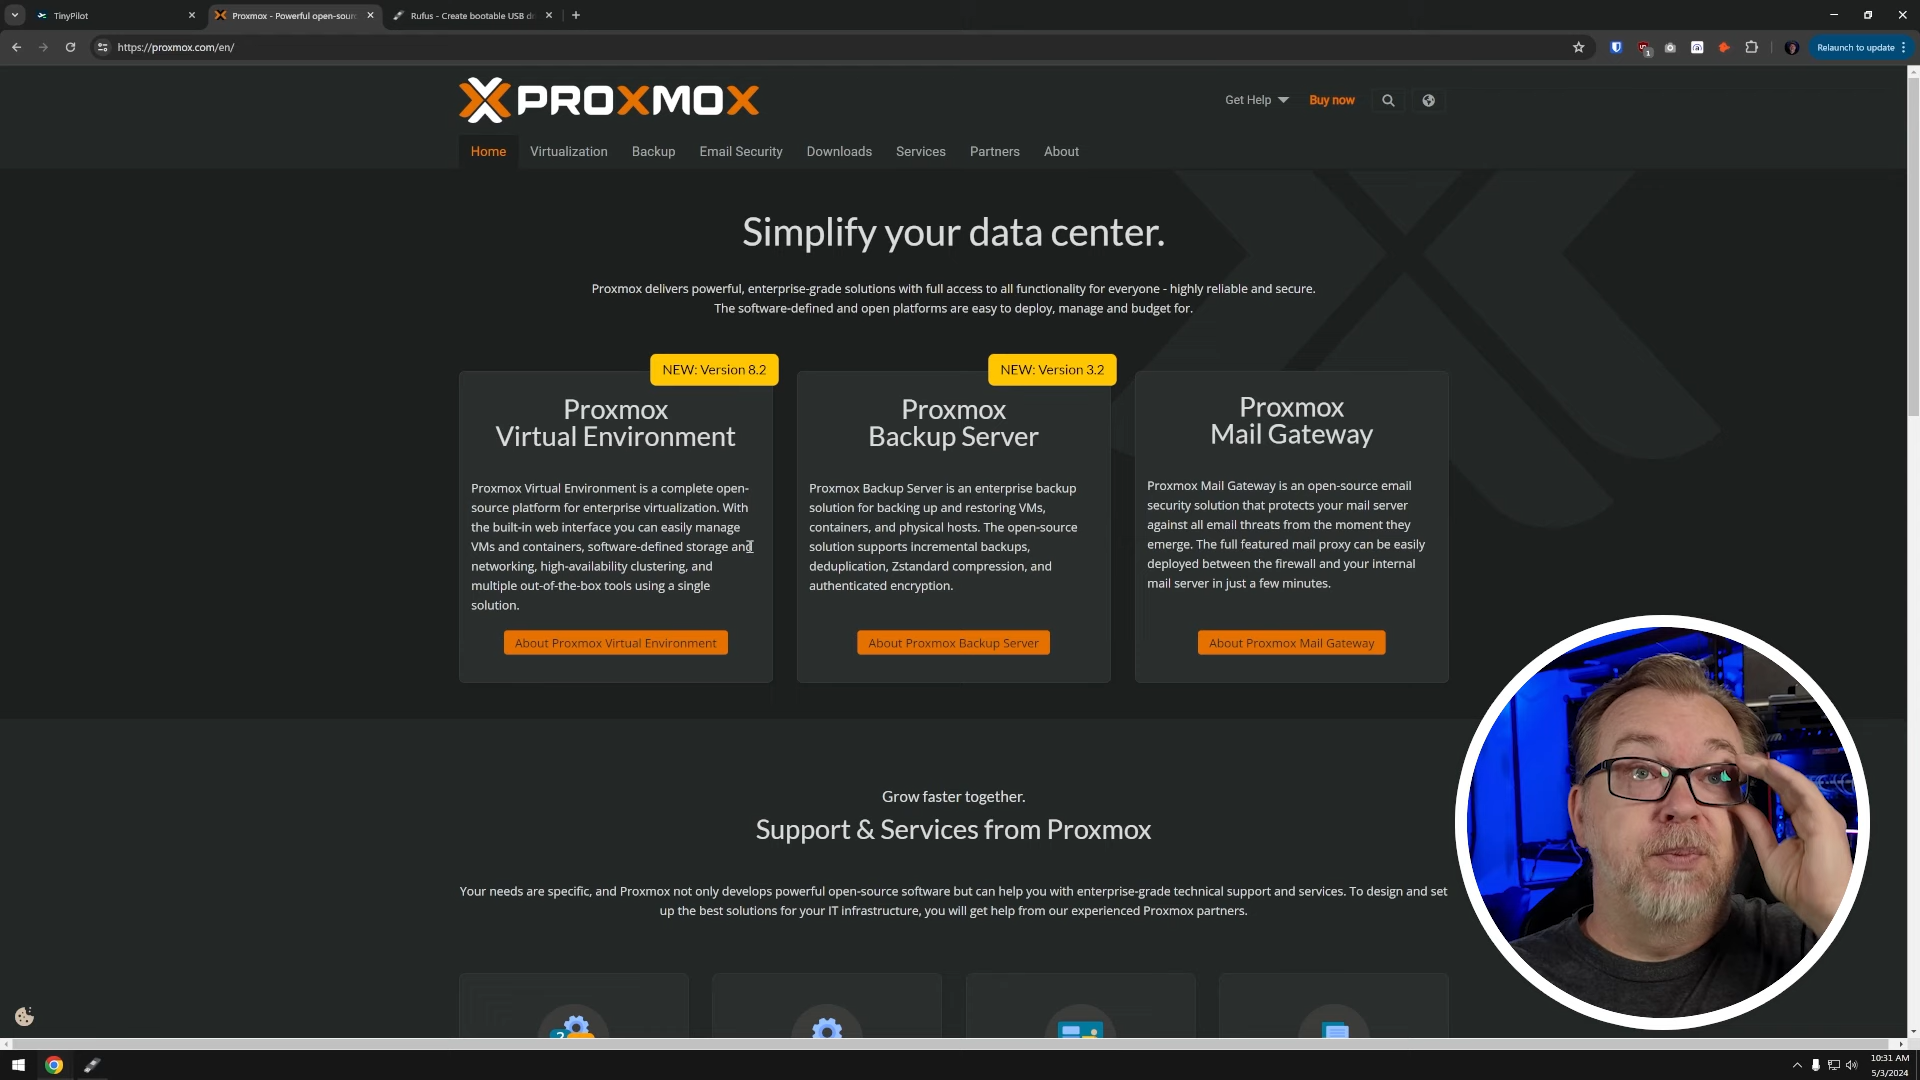 TinyPilot
Proxmox - Powerful open-sour
Rufus - Create bootable USB d
https://proxmox.com/en/
Relaunch to update
PROXMOX
Get Help
Buy now
Home
Virtualization
Backup
Email Security
Downloads
Services
Partners
About
Simplify your data center.
Proxmox delivers powerful, enterprise-grade solutions with full access to all functionality for everyone - highly reliable and secure.
The software-defined and open platforms are easy to deploy, manage and budget for.
NEW: Version 8.2
Proxmox
Virtual Environment
Proxmox Virtual Environment is a complete open-
source platform for enterprise virtualization. With
the built-in web interface you can easily manage
VMs and containers, software-defined storage and
networking, high-availability clustering, and
multiple out-of-the-box tools using a single
solution.
About Proxmox Virtual Environment
NEW: Version 3.2
Proxmox
Backup Server
Proxmox Backup Server is an enterprise backup
solution for backing up and restoring VMs,
containers, and physical hosts. The open-source
solution supports incremental backups,
deduplication, Zstandard compression, and
authenticated encryption.
About Proxmox Backup Server
Proxmox
Mail Gateway
Proxmox Mail Gateway is an open-source email
security solution that protects your mail server
against all email threats from the moment they
emerge. The full featured mail proxy can be easily
deployed between the firewall and your internal
mail server in just a few minutes.
About Proxmox Mail Gateway
Grow faster together.
Support & Services from Proxmox
Your needs are specific, and Proxmox not only develops powerful open-source software but can help you with enterprise-grade technical support and services. To design and set
up the best solutions for your IT infrastructure, you will get help from our experienced Proxmox partners.
10:31 AM
5/3/2024